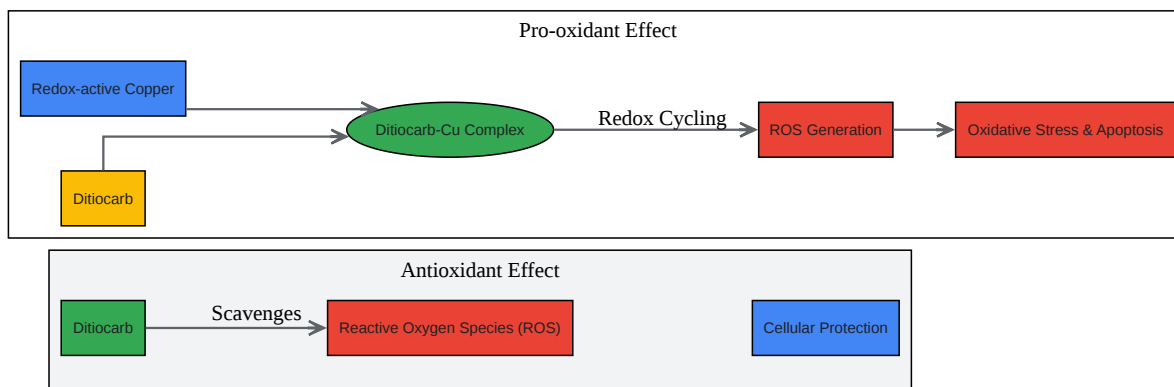 Pro-oxidant Effect
Redox-active Copper
Ditiocarb-Cu Complex
Redox Cycling
ROS Generation
Oxidative Stress & Apoptosis
Ditiocarb
Antioxidant Effect
Ditiocarb
Scavenges
Reactive Oxygen Species (ROS)
Cellular Protection